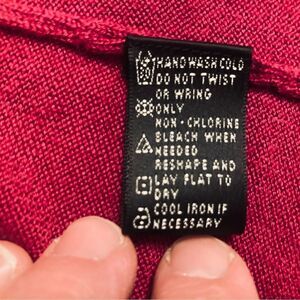 HAND WASH COLD
DO NOT TWIST
OR WRING
ONLY
NON-CHLORINE
BLEACH WHEN
NEEDED
RESHAPE AND
LAY FLAT TO
DRY
COOL IRON IF
NECESSARY